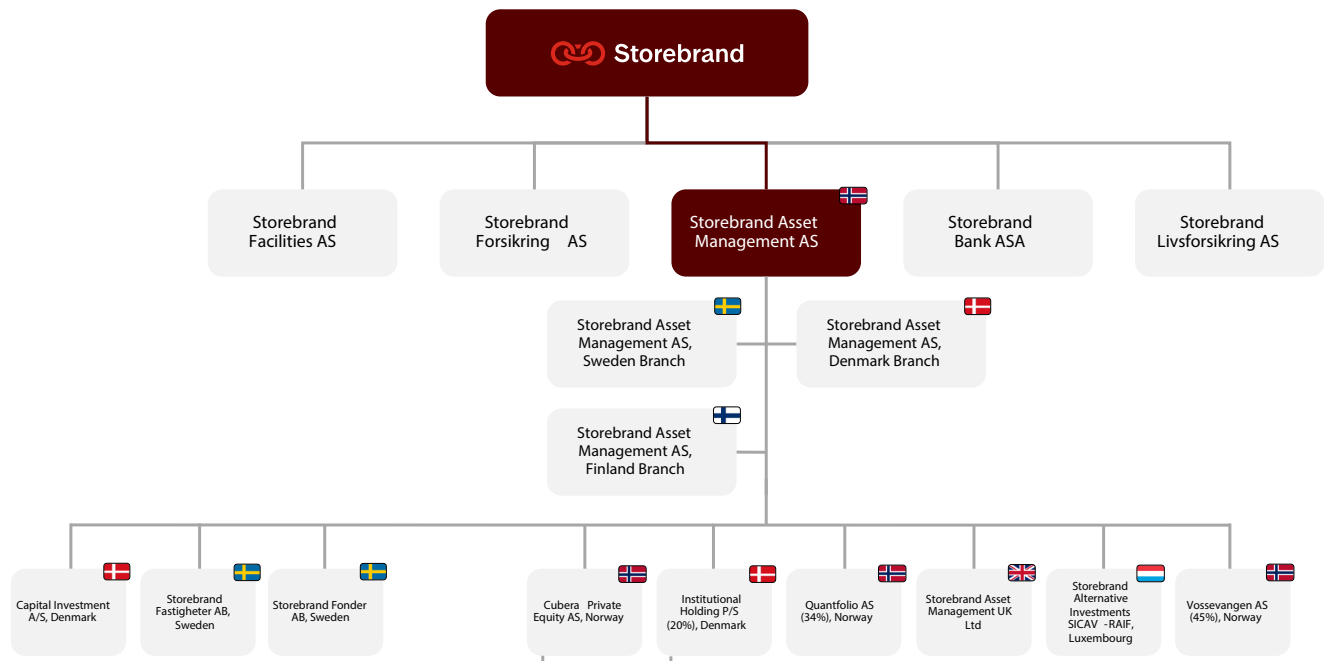 Storebrand
Storebrand
Facilities AS
Storebrand
Forsikring AS
Storebrand Asset
Management AS
Storebrand
Bank ASA
Storebrand
Livsforsikring AS
Storebrand Asset
Management AS,
Sweden Branch
Storebrand Asset
Management AS,
Denmark Branch
Storebrand Asset
Management AS,
Finland Branch
Capital Investment
A/S, Denmark
Storebrand
Fastigheter AB,
Sweden
Storebrand Fonder
AB, Sweden
Cubera Private
Equity AS, Norway
Institutional
Holding P/S
(20%), Denmark
Quantfolio AS
(34%), Norway
Storebrand Asset
Management UK
Ltd
Storebrand
Alternative
Investments
SICAV -RAIF,
Luxembourg
Vossevangen AS
(45%), Norway